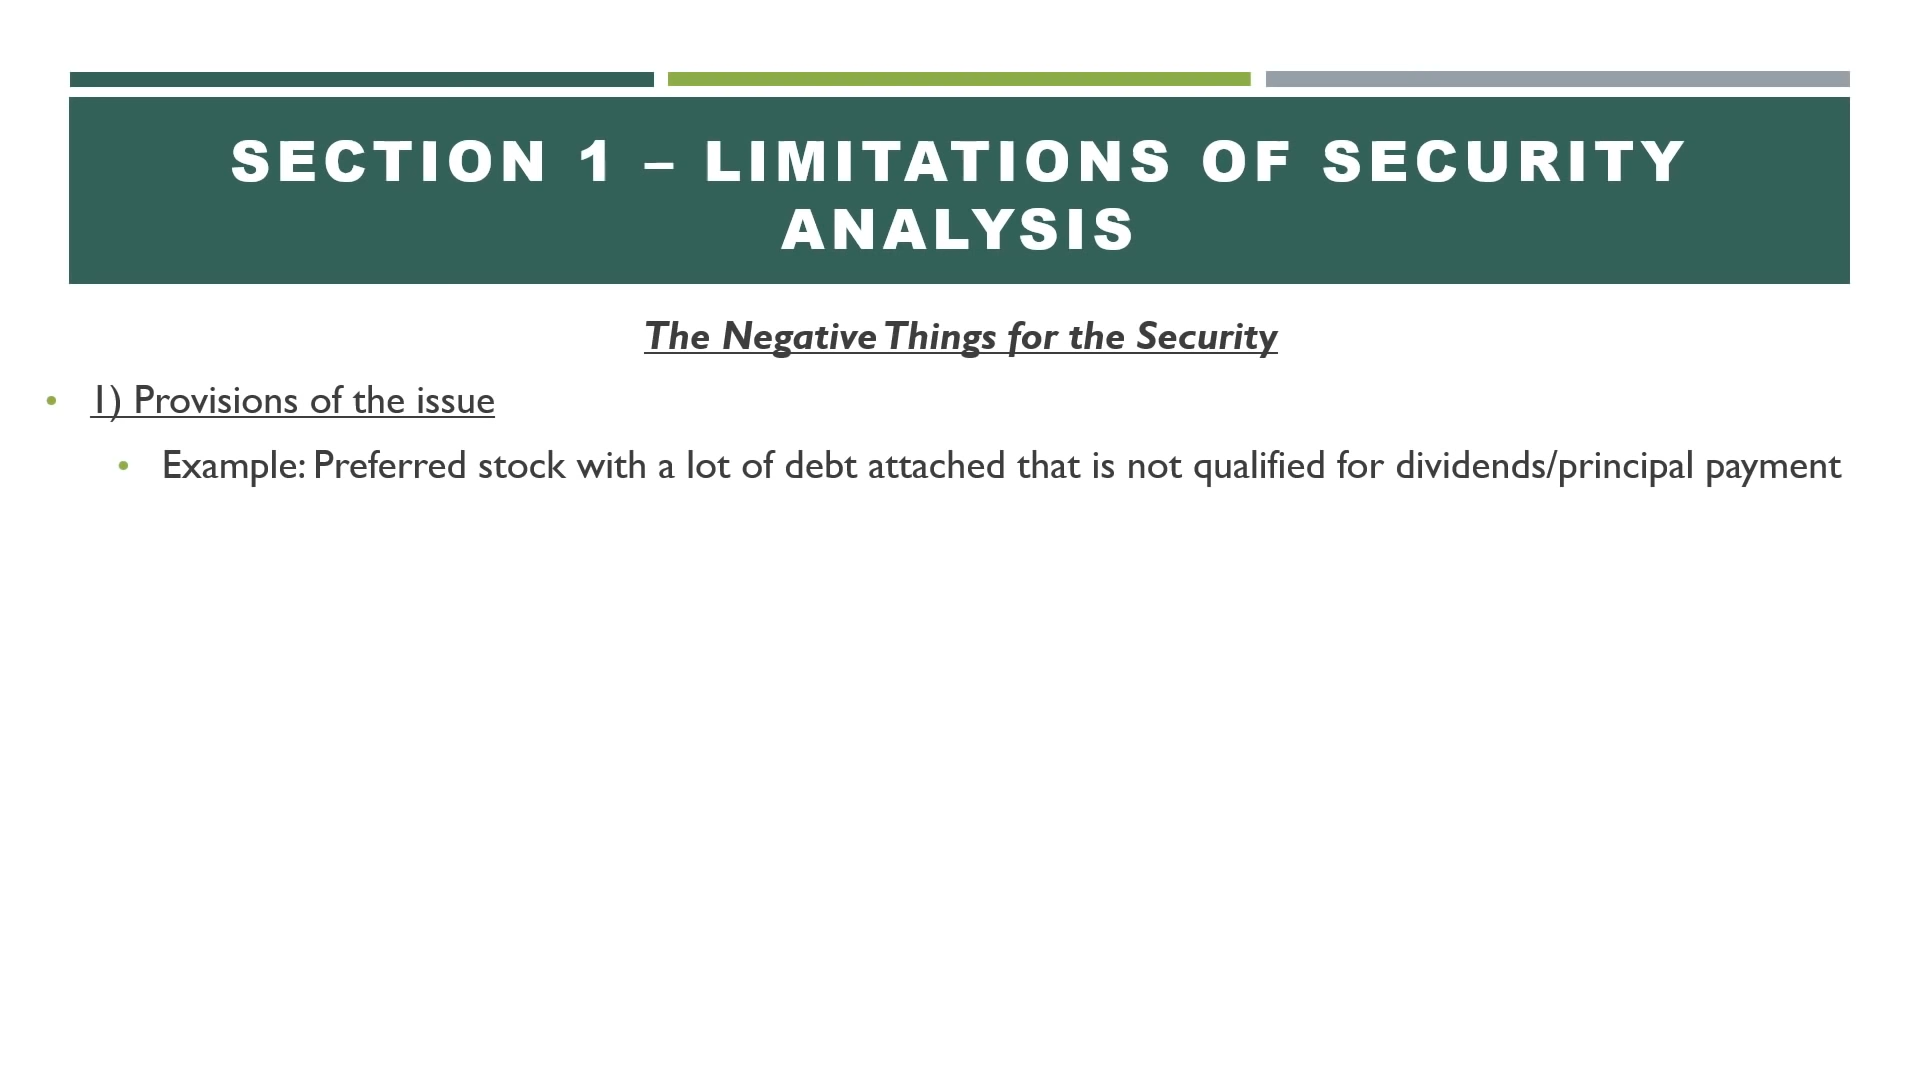 SECTION 1 – LIMITATIONS OF SECURITY
ANALYSIS
The Negative Things for the Security
• 1) Provisions of the issue
• Example: Preferred stock with a lot of debt attached that is not qualified for dividends/principal payment